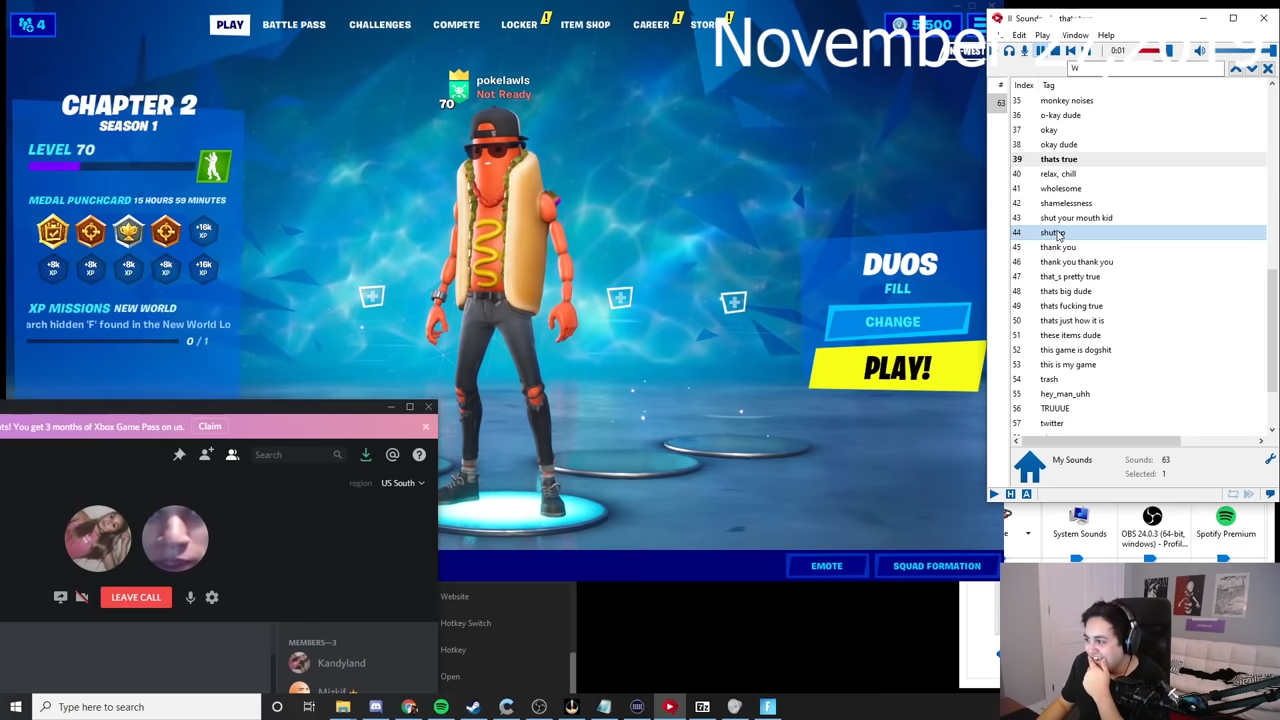 4
PLAY
BATTLE PASS
CHALLENGES
COMPETE
LOCKER
ITEM SHOP
CAREER
5,500
November
CHAPTER 2
SEASON 1
LEVEL 70
MEDAL PUNCHCARD 15 HOURS 59 MINUTES
+16k
XP
+8k
XP
+8k
XP
+8k
XP
+8k
XP
+16k
XP
XP MISSIONS NEW WORLD
arch hidden 'F' found in the New World Lo
0 / 1
pokelawls
Not Ready
70
DUOS
FILL
CHANGE
PLAY!
EMOTE
SQUAD FORMATION
Edit Play Window Help
0:01
W
# Index Tag
63
35 monkey noises
36 o-kay dude
37 okay
38 okay dude
39 thats true
40 relax, chill
41 wholesome
42 shamelessness
43 shut your mouth kid
44
45 thank you
46 thank you thank you
47 that_s pretty true
48 thats big dude
49 thats fucking true
50 thats just how it is
51 these items dude
52 this game is dogshit
53 this is my game
54 trash
55 hey_man_uhh
56 TRUUUE
57 twitter
My Sounds
Sounds: 63
Selected: 1
System Sounds
OBS 24.0.3 (64-bit,
windows) - Profil...
Spotify Premium
ats! You get 3 months of Xbox Game Pass on us.
Claim
Search
region
US South
LEAVE CALL
MEMBERS—3
Kandyland
Mizkif
Website
Hotkey Switch
Hotkey
Open
Type here to search